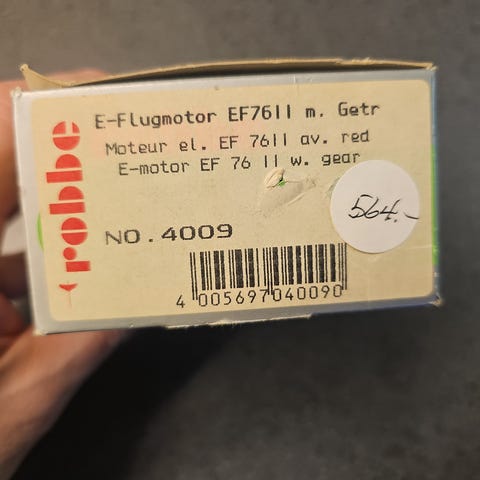 robbe
E-Flugmotor EF76II m. Getr
Moteur el. EF 76II av. red
E-motor EF 76 II w. gear
564.-
NO. 4009
4 005697 040090